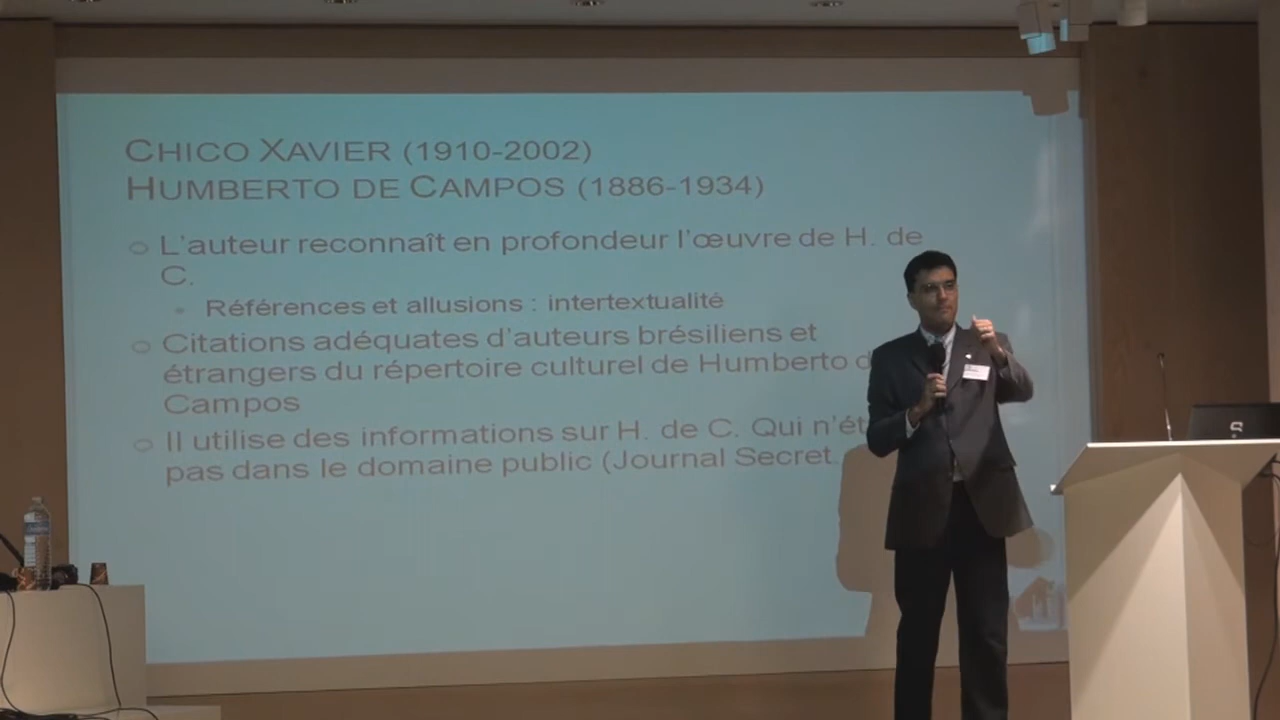 CHICO XAVIER (1910-2002)
HUMBERTO DE CAMPOS (1886-1934)
L'auteur reconnaît en profondeur l'œuvre de H. de
C.
Références et allusions : intertextualité
Citations adéquates d'auteurs brésiliens et
étrangers du répertoire culturel de Humberto d
Campos
Il utilise des informations sur H. de C. Qui n'ét
pas dans le domaine public (Journal Secret.